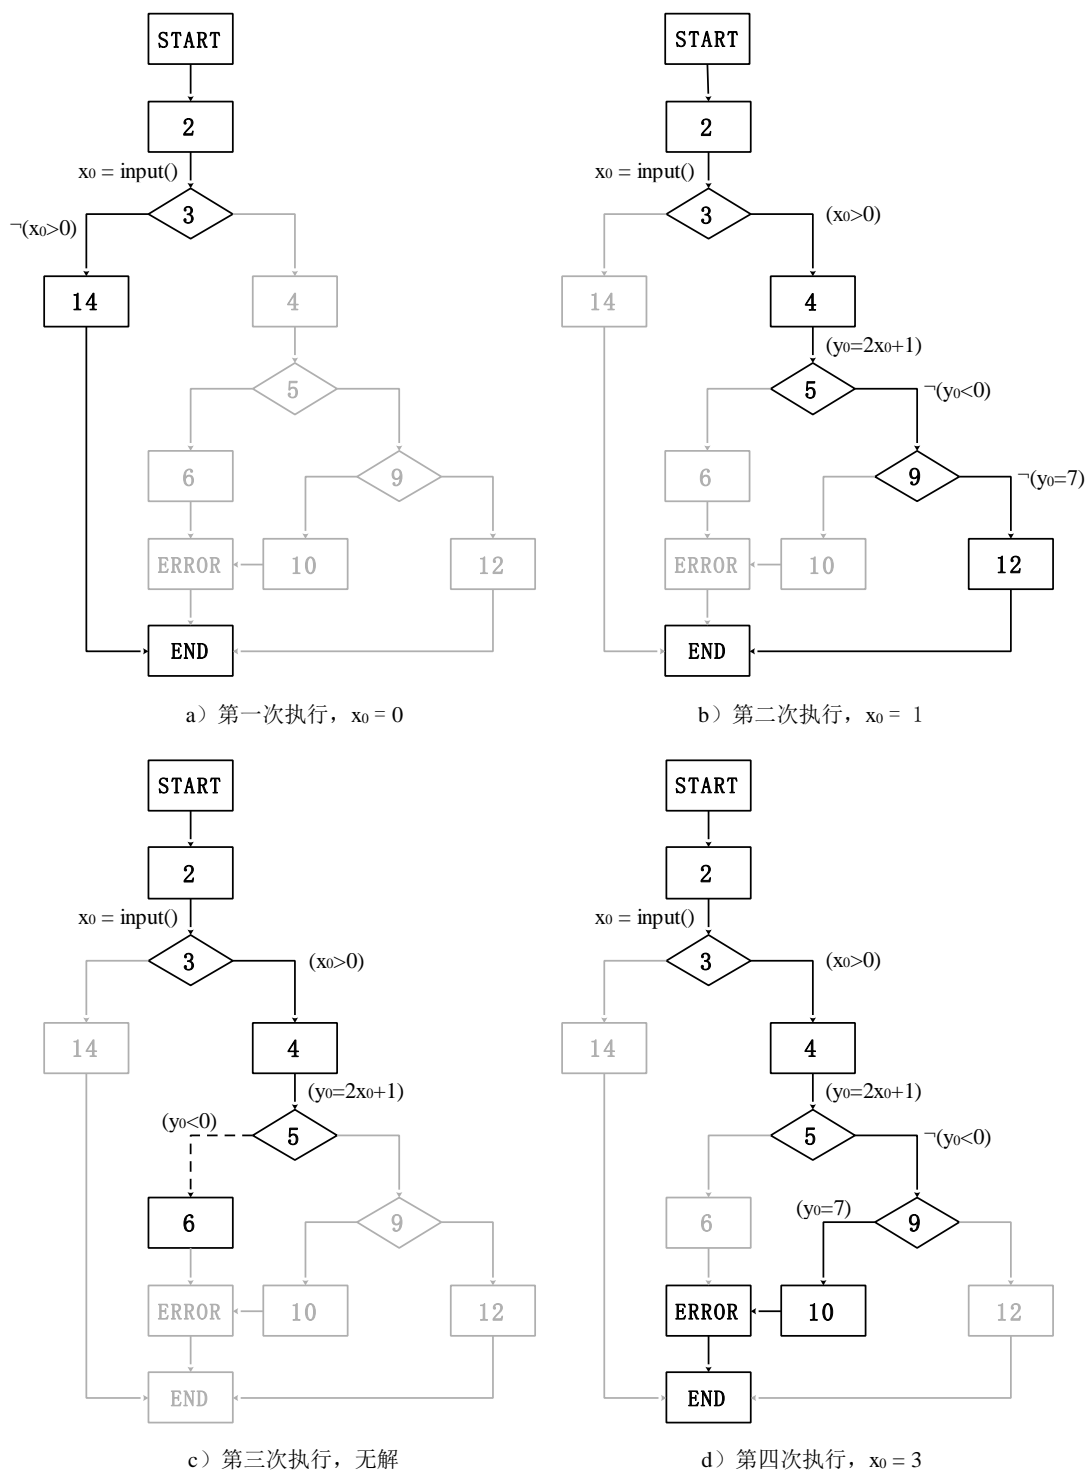 START
2
x₀ = input()
3
¬(x₀>0)
14
4
5
6
9
ERROR
10
12
END
a）第一次执行，x₀ = 0
START
2
x₀ = input()
3
(x₀>0)
14
4
(y₀=2x₀+1)
5
¬(y₀<0)
6
9
¬(y₀=7)
ERROR
10
12
END
b）第二次执行，x₀ = 1
START
2
x₀ = input()
3
(x₀>0)
14
4
(y₀=2x₀+1)
(y₀<0)
5
6
9
ERROR
10
12
END
c）第三次执行，无解
START
2
x₀ = input()
3
(x₀>0)
14
4
(y₀=2x₀+1)
5
¬(y₀<0)
6
(y₀=7)
9
ERROR
10
12
END
d）第四次执行，x₀ = 3